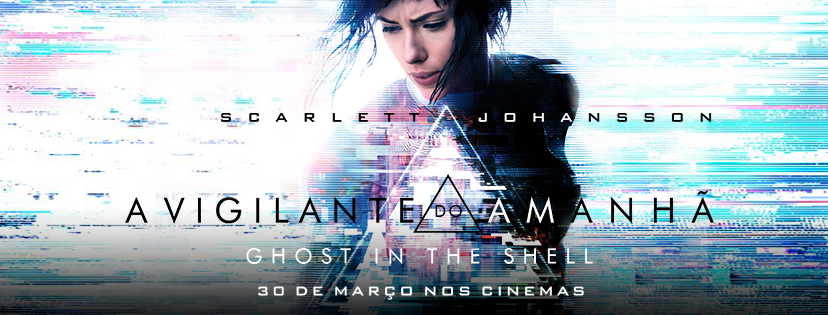 SCARLETT JOHANSSON
A VIGILANTE DO AMANHÃ
GHOST IN THE SHELL
30 DE MARÇO NOS CINEMAS